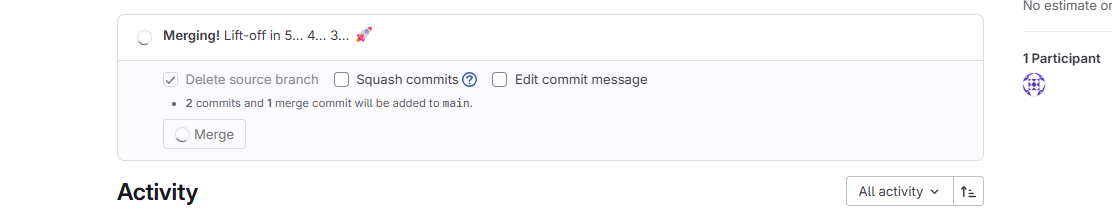 No estimate or
Merging! Lift-off in 5... 4... 3... 🚀
1 Participant
Delete source branch Squash commits Edit commit message
2 commits and 1 merge commit will be added to main.
Merge
Activity
All activity